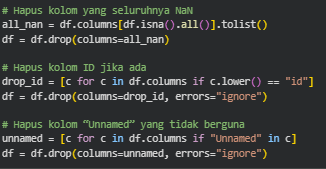 # Hapus kolom yang seluruhnya NaN
all_nan = df.columns[df.isna().all()].tolist()
df = df.drop(columns=all_nan)
# Hapus kolom ID jika ada
drop_id = [c for c in df.columns if c.lower() == "id"]
df = df.drop(columns=drop_id, errors="ignore")
# Hapus kolom “Unnamed” yang tidak berguna
unnamed = [c for c in df.columns if "Unnamed" in c]
df = df.drop(columns=unnamed, errors="ignore")